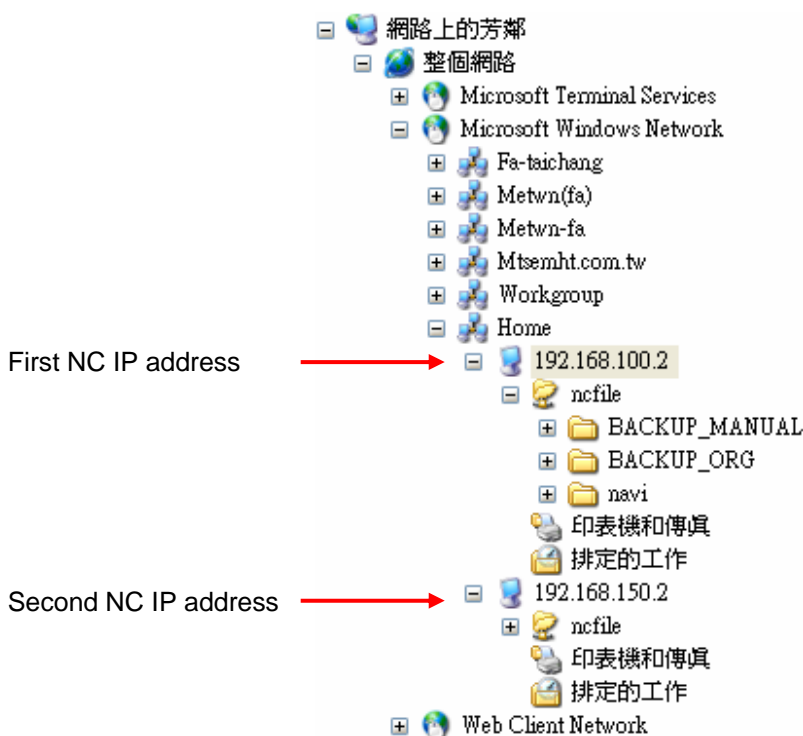 網路上的芳鄰
整個網路
Microsoft Terminal Services
Microsoft Windows Network
Fa-taichang
Metwn(fa)
Metwn-fa
Mtsemht.com.tw
Workgroup
Home
First NC IP address
192.168.100.2
ncfile
BACKUP_MANUAL
BACKUP_ORG
navi
印表機和傳真
排定的工作
Second NC IP address
192.168.150.2
ncfile
印表機和傳真
排定的工作
Web Client Network